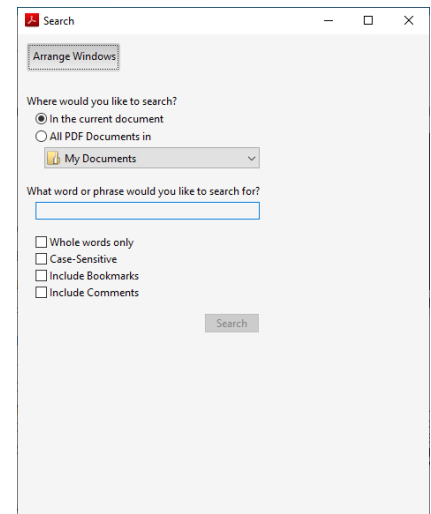 Search
Arrange Windows
Where would you like to search?
In the current document
All PDF Documents in
My Documents
What word or phrase would you like to search for?
Whole words only
Case-Sensitive
Include Bookmarks
Include Comments
Search